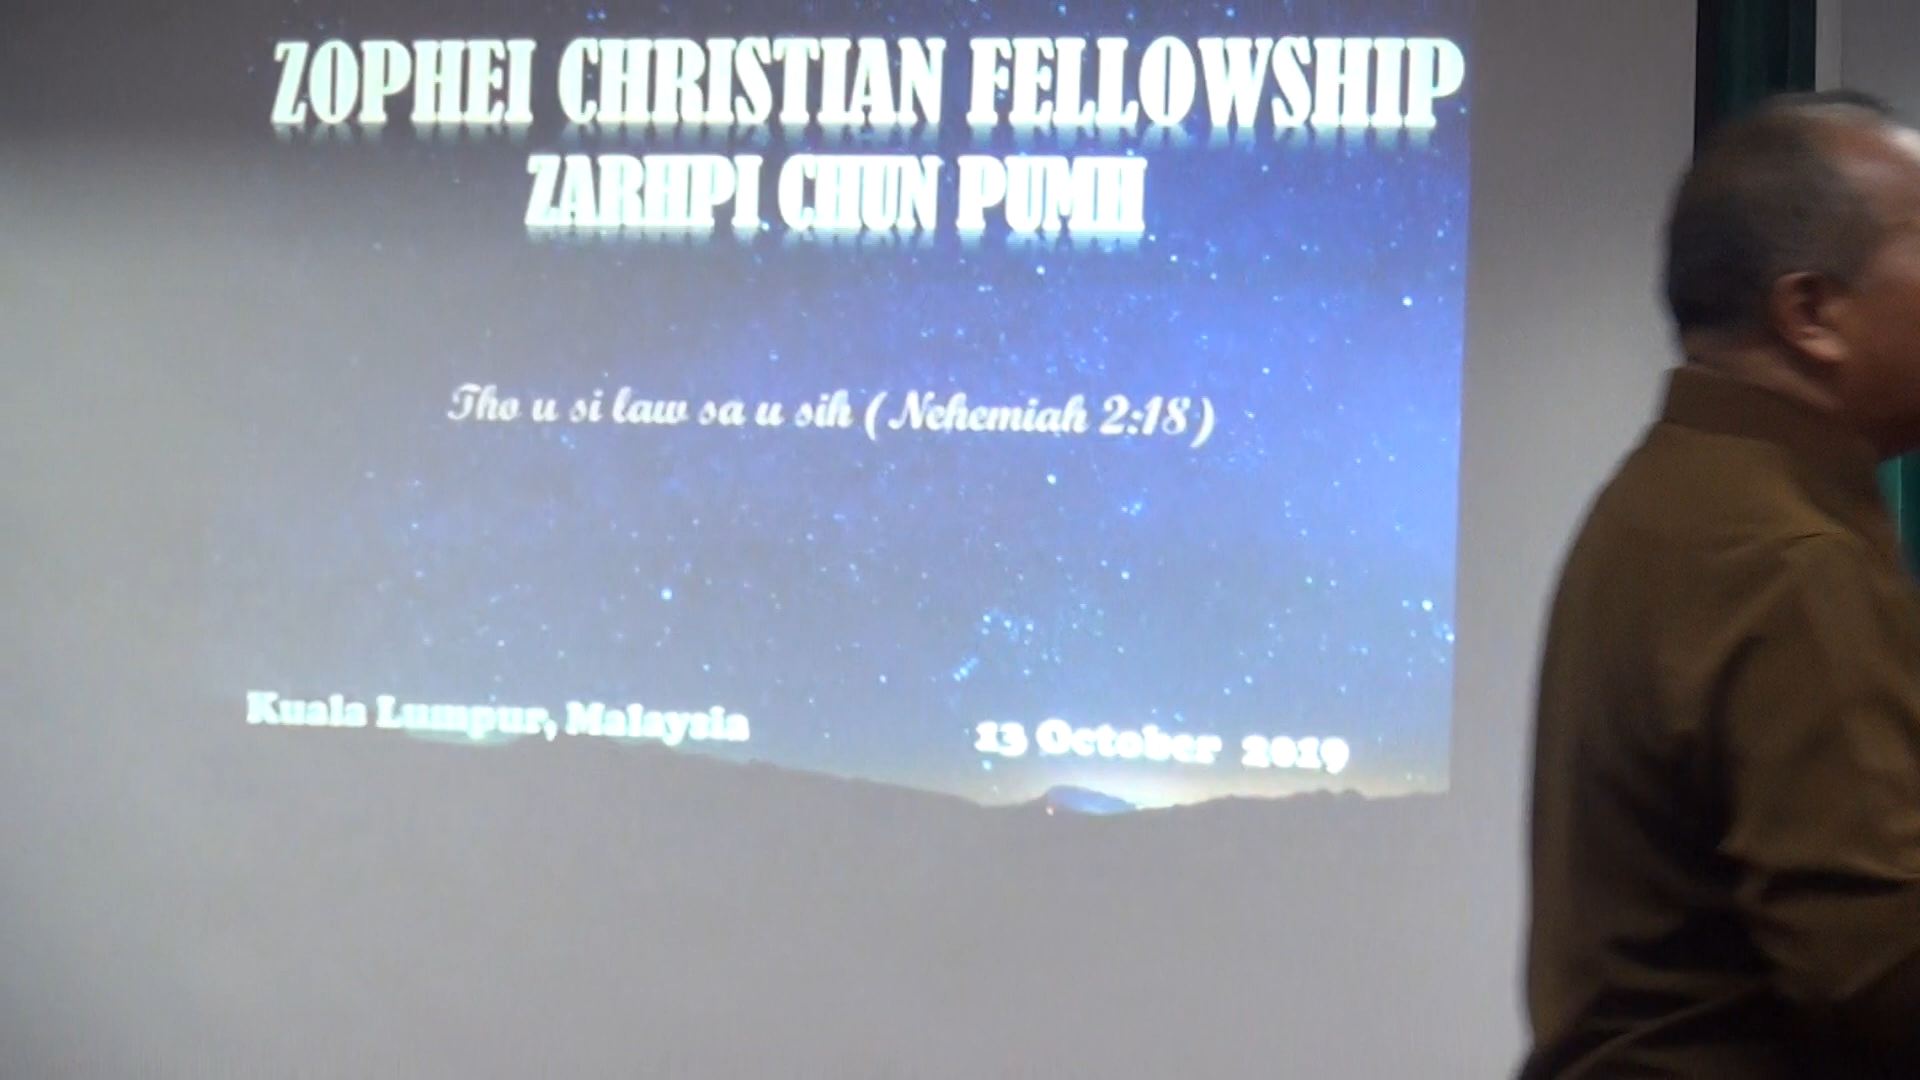 ZOPHEI CHRISTIAN FELLOWSHIP
ZARHPI CHUN PUMH
Tho u si law sa u sih (Nehemiah 2:18)
Kuala Lumpur, Malaysia
13 October 2019